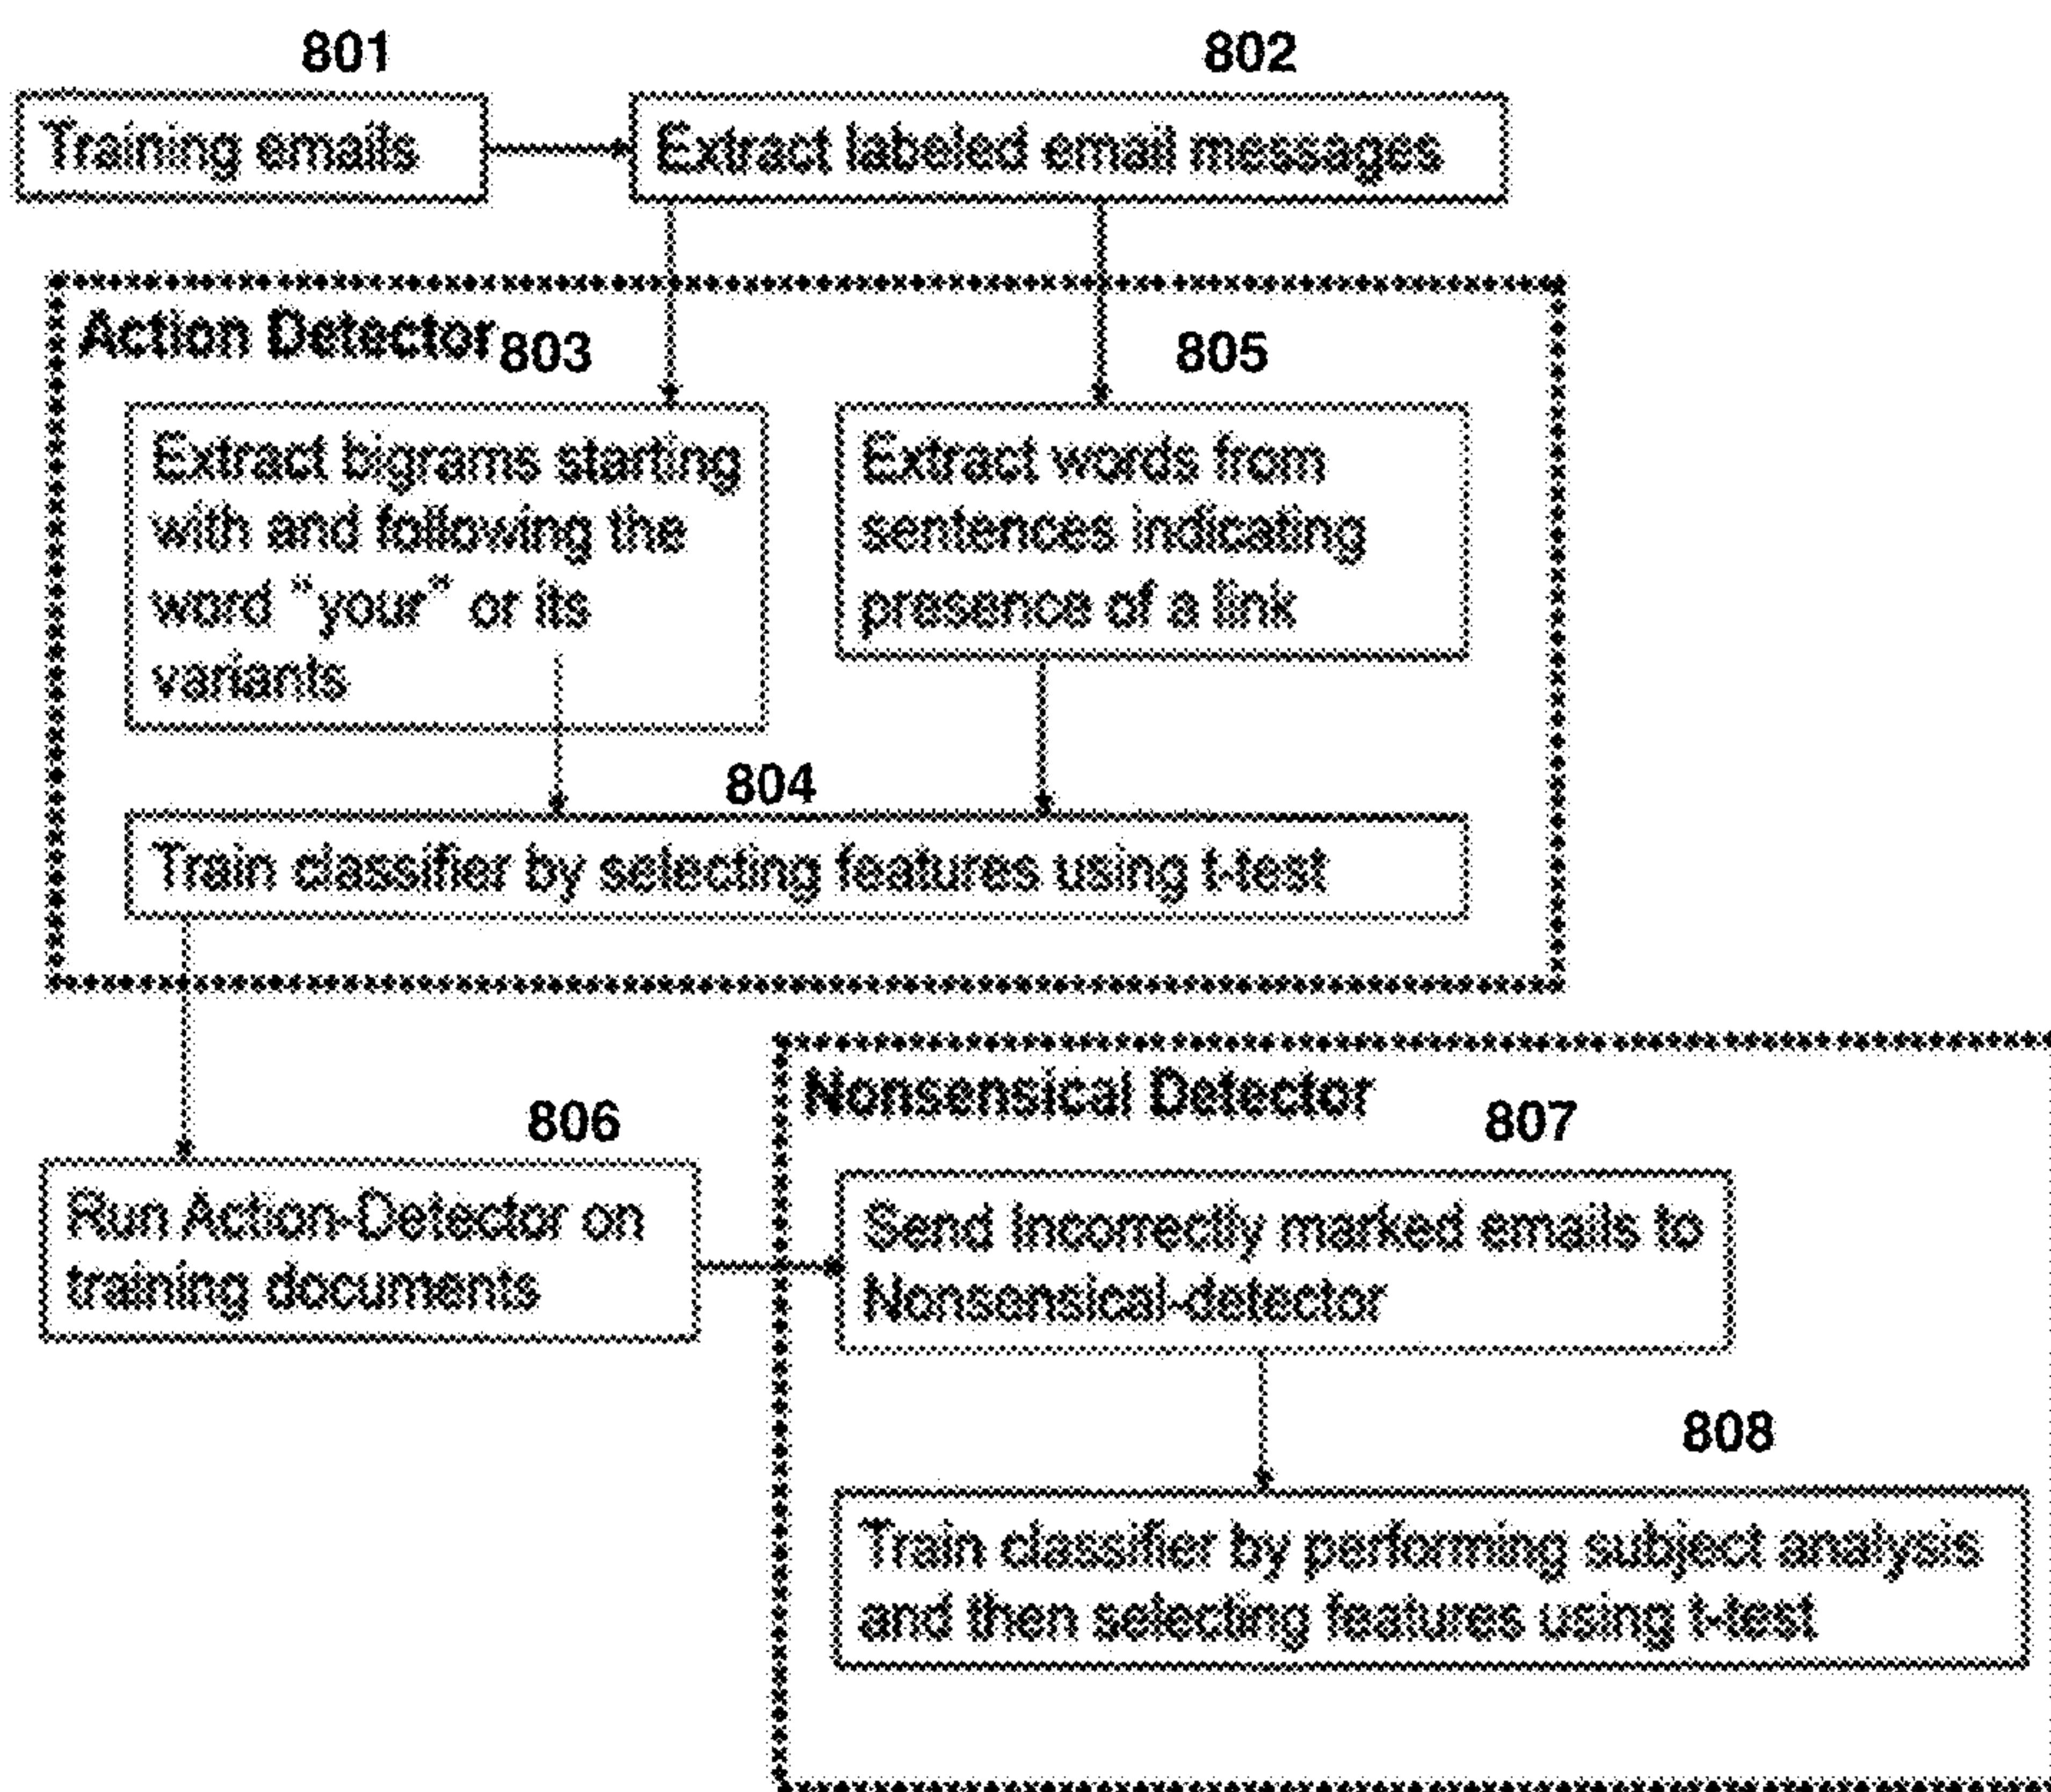 801
Training emails
802
Extract labeled email messages
Action Detector
803
Extract bigrams starting
with and following the
word "your" or its
variants
805
Extract words from
sentences indicating
presence of a link
804
Train classifier by selecting features using t-test
806
Run Action-Detector on
training documents
Nonsensical Detector
807
Send Incorrectly marked emails to
Nonsensical-detector
808
Train classifier by performing subject analysis
and then selecting features using t-test